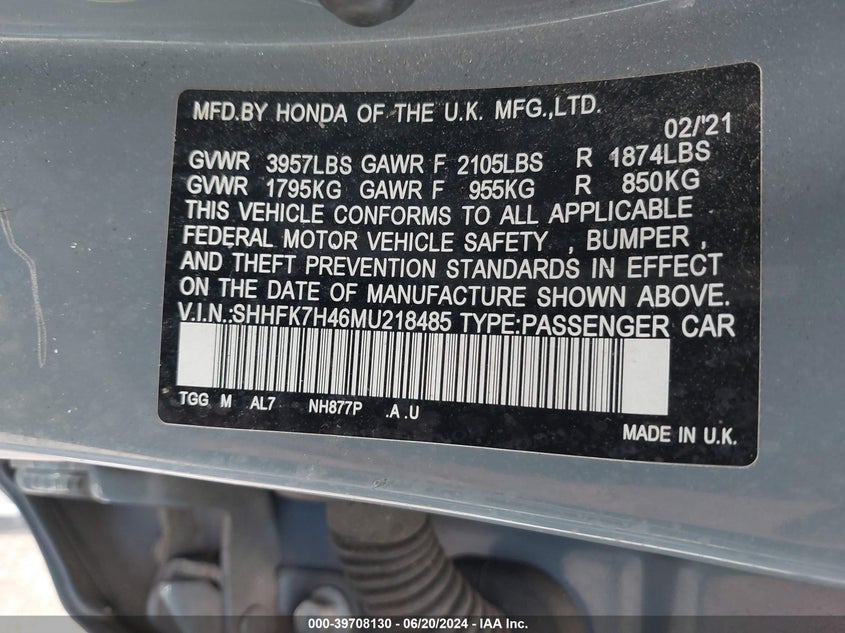 MFD.BY HONDA OF THE U.K. MFG.,LTD.
02/'21
GVWR 3957LBS GAWR F 2105LBS R 1874LBS
GVWR 1795KG GAWR F 955KG R 850KG
THIS VEHICLE CONFORMS TO ALL APPLICABLE
FEDERAL MOTOR VEHICLE SAFETY , BUMPER ,
AND THEFT PREVENTION STANDARDS IN EFFECT
ON THE DATE OF MANUFACTURE SHOWN ABOVE.
V.I.N.:SHHFK7H46MU218485 TYPE:PASSENGER CAR
TGG M AL7 NH877P .A .U
MADE IN U.K.
000-39708130 - 06/20/2024 - IAA Inc.